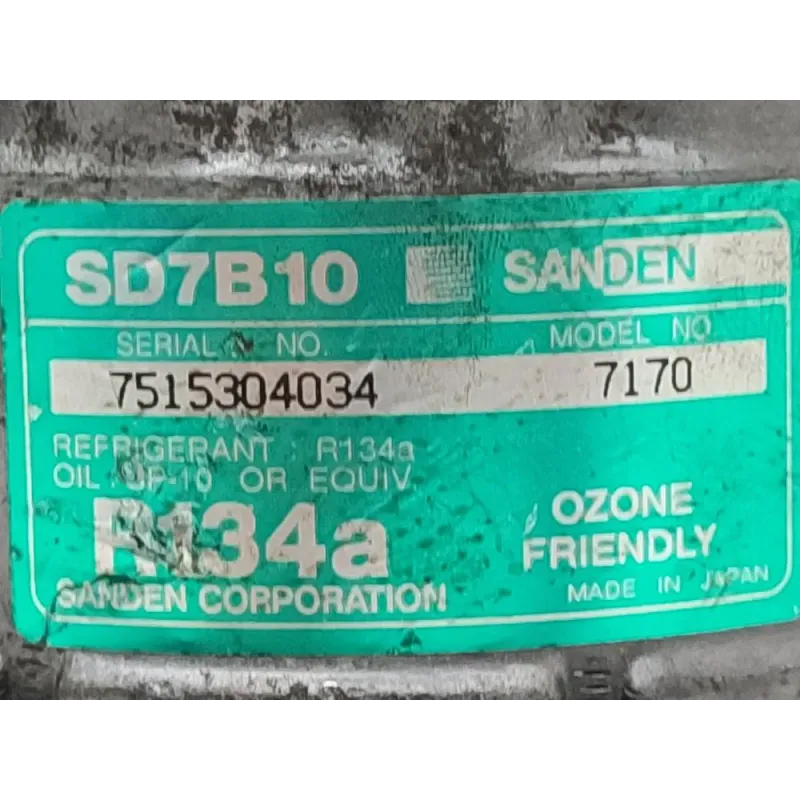 SD7B10 SANDEN
SERIAL NO. MODEL NO
7515304034 7170
REFRIGERANT : R134a
OIL : SP-10 OR EQUIV.
R134a
OZONE
FRIENDLY
SANDEN CORPORATION
MADE IN JAPAN